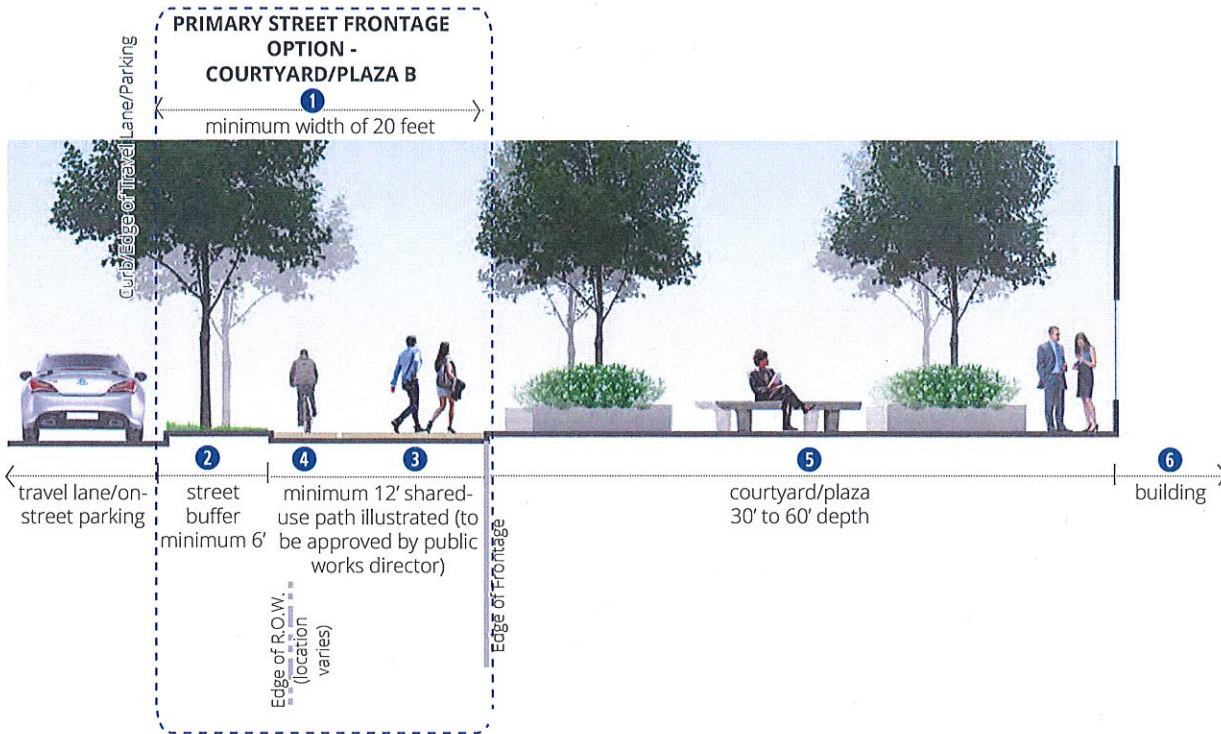 PRIMARY STREET FRONTAGE
OPTION -
COURTYARD/PLAZA B
1
minimum width of 20 feet
Curb/Edge of Travel Lane/Parking
2
4
3
5
6
travel lane/on-
street parking
street
buffer
minimum 6'
minimum 12' shared-
use path illustrated (to
be approved by public
works director)
courtyard/plaza
30' to 60' depth
building
Edge of R.O.W.
(location
varies)
Edge of Frontage